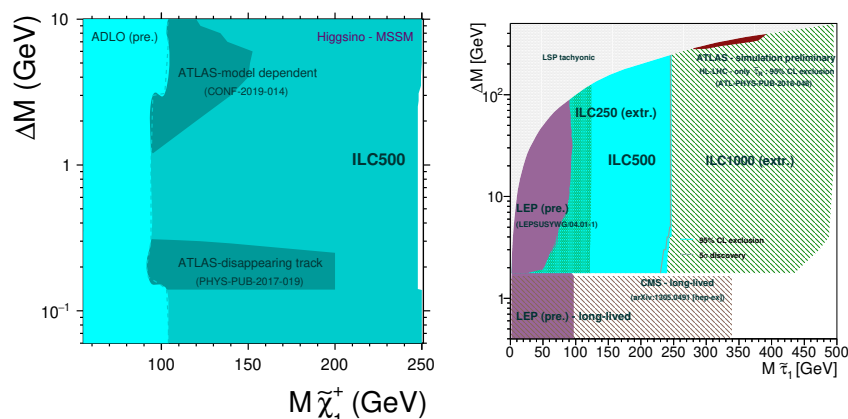 ADLO (pre.)
Higgsino - MSSM
ATLAS-model dependent
(CONF-2019-014)
ILC500
ATLAS-disappearing track
(PHYS-PUB-2017-019)
ΔM (GeV)
10
1
10⁻¹
100
150
200
250
M χ̃₁⁺ (GeV)
LSP tachyonic
ATLAS - simulation preliminary
HL-LHC - only τ̃R : 95% CL exclusion
(ATL-PHYS-PUB-2018-048)
ILC250 (extr.)
ILC500
ILC1000 (extr.)
LEP (pre.)
(LEPSUSYWG/04.01-1)
95% CL exclusion
5σ discovery
CMS - long-lived
(arXiv:1305.0491 [hep-ex])
LEP (pre.) - long-lived
ΔM [GeV]
10²
10
1
0
50
100
150
200
250
300
350
400
450
500
M τ̃₁ [GeV]